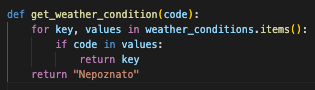 def get_weather_condition(code):
    for key, values in weather_conditions.items():
        if code in values:
            return key
    return "Nepoznato"